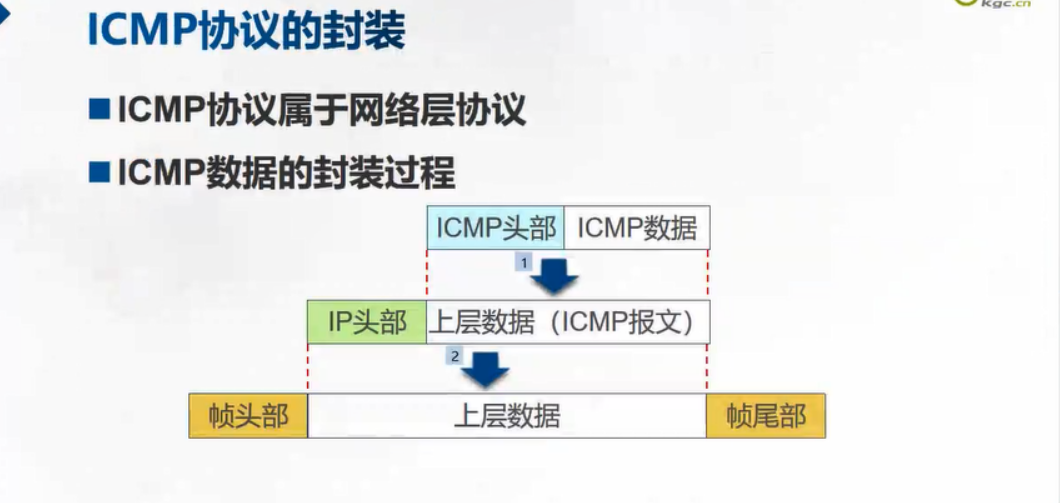 kgc.cn
ICMP协议的封装
ICMP协议属于网络层协议
ICMP数据的封装过程
ICMP头部 ICMP数据
1
IP头部 上层数据（ICMP报文）
2
帧头部 上层数据 帧尾部